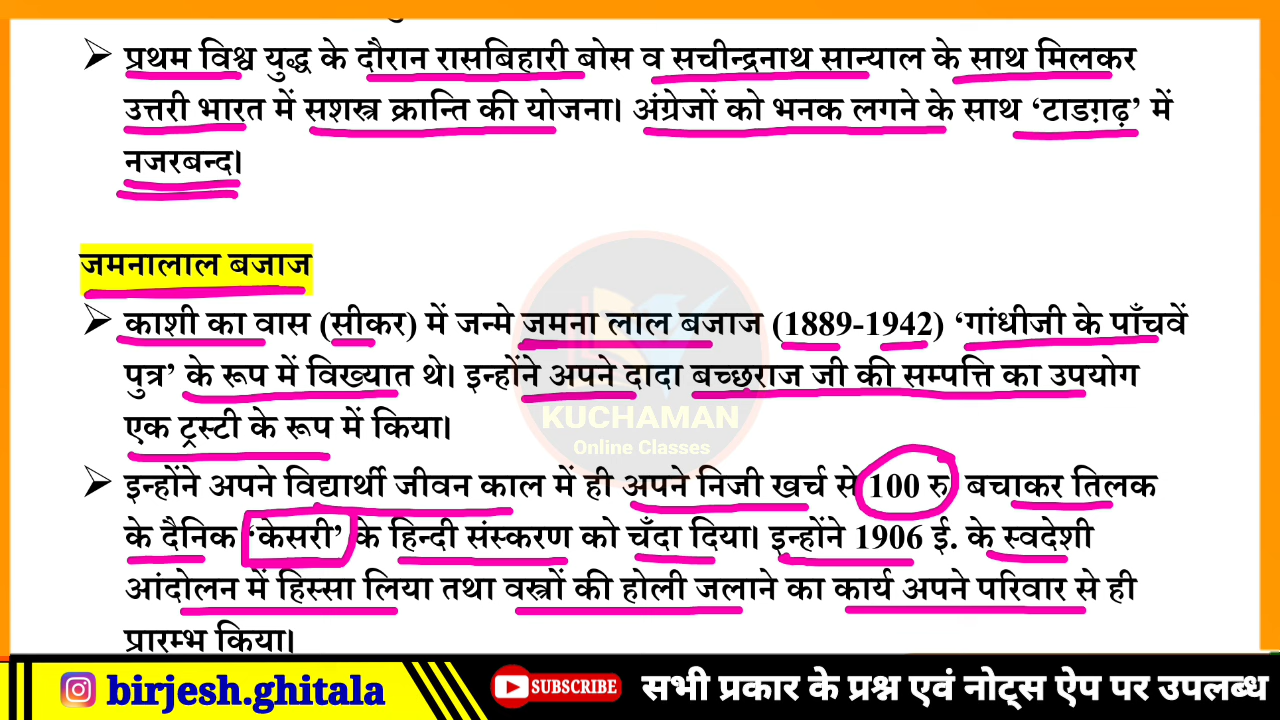 ➢ प्रथम विश्व युद्ध के दौरान रासबिहारी बोस व सचीन्द्रनाथ सान्याल के साथ मिलकर
उत्तरी भारत में सशस्त्र क्रान्ति की योजना। अंग्रेजों को भनक लगने के साथ ‘टाडग़ढ़’ में
नजरबन्द।
जमनालाल बजाज
➢ काशी का वास (सीकर) में जन्मे जमना लाल बजाज (1889-1942) ‘गांधीजी के पाँचवें
पुत्र’ के रूप में विख्यात थे। इन्होंने अपने दादा बच्छराज जी की सम्पत्ति का उपयोग
एक ट्रस्टी के रूप में किया।
KUCHAMAN
Online Classes
➢ इन्होंने अपने विद्यार्थी जीवन काल में ही अपने निजी खर्च से 100 रु बचाकर तिलक
के दैनिक ‘केसरी’ के हिन्दी संस्करण को चँदा दिया। इन्होंने 1906 ई. के स्वदेशी
आंदोलन में हिस्सा लिया तथा वस्त्रों की होली जलाने का कार्य अपने परिवार से ही
प्रारम्भ किया।
birjesh.ghitala
SUBSCRIBE
सभी प्रकार के प्रश्न एवं नोट्स ऐप पर उपलब्ध